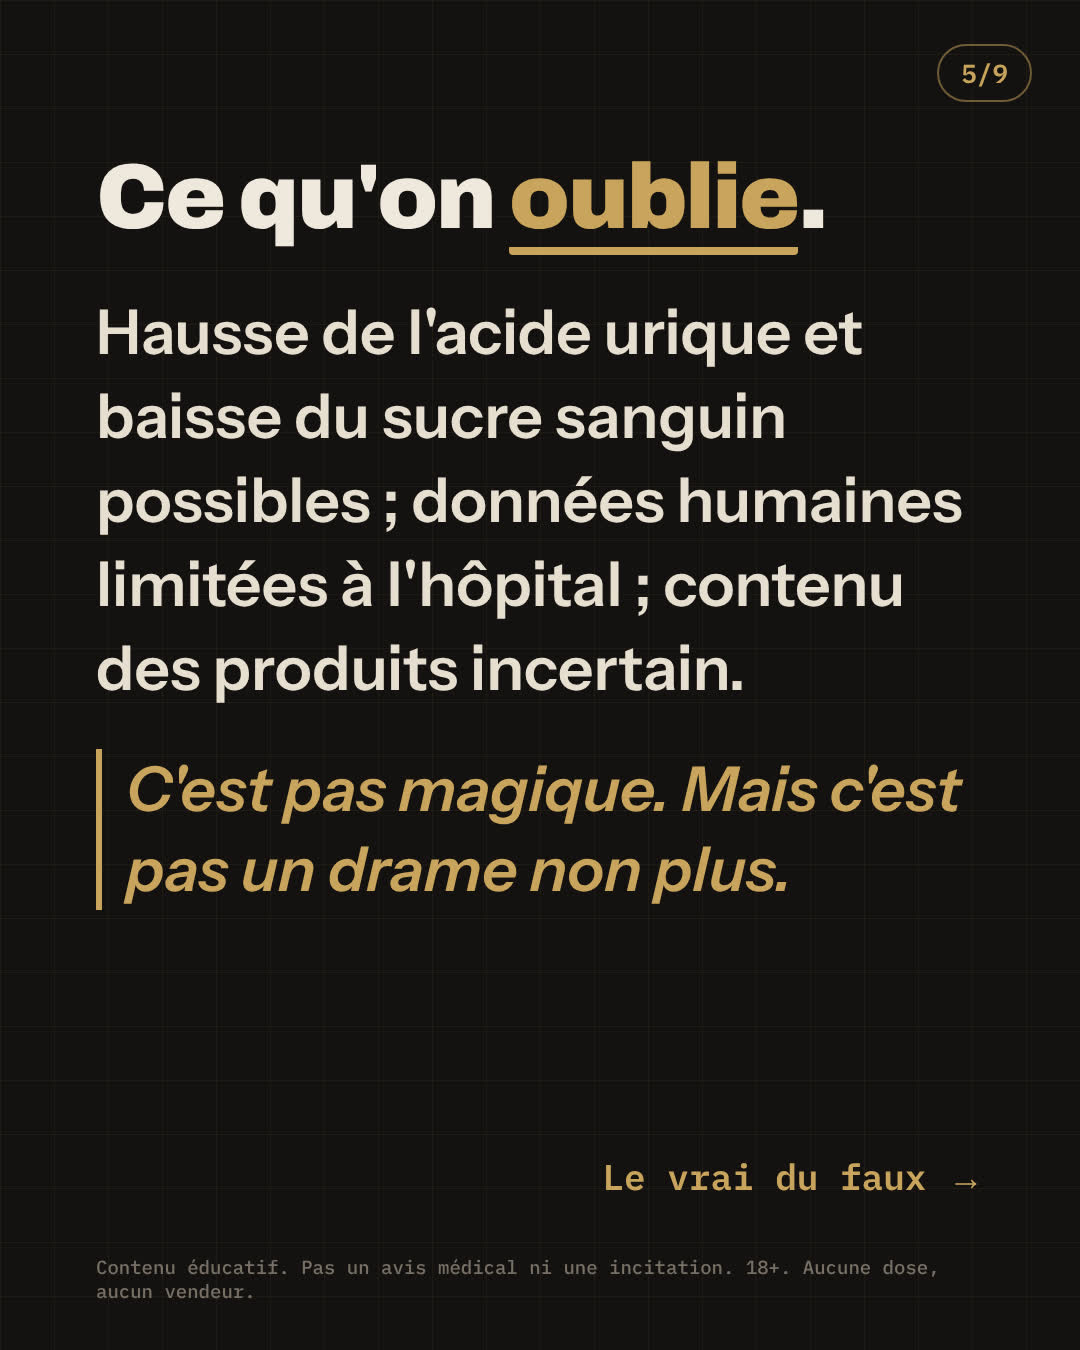 5/9
Ce qu'on oublie.
Hausse de l'acide urique et
baisse du sucre sanguin
possibles ; données humaines
limitées à l'hôpital ; contenu
des produits incertain.
C'est pas magique. Mais c'est
pas un drame non plus.
Le vrai du faux →
Contenu éducatif. Pas un avis médical ni une incitation. 18+. Aucune dose,
aucun vendeur.